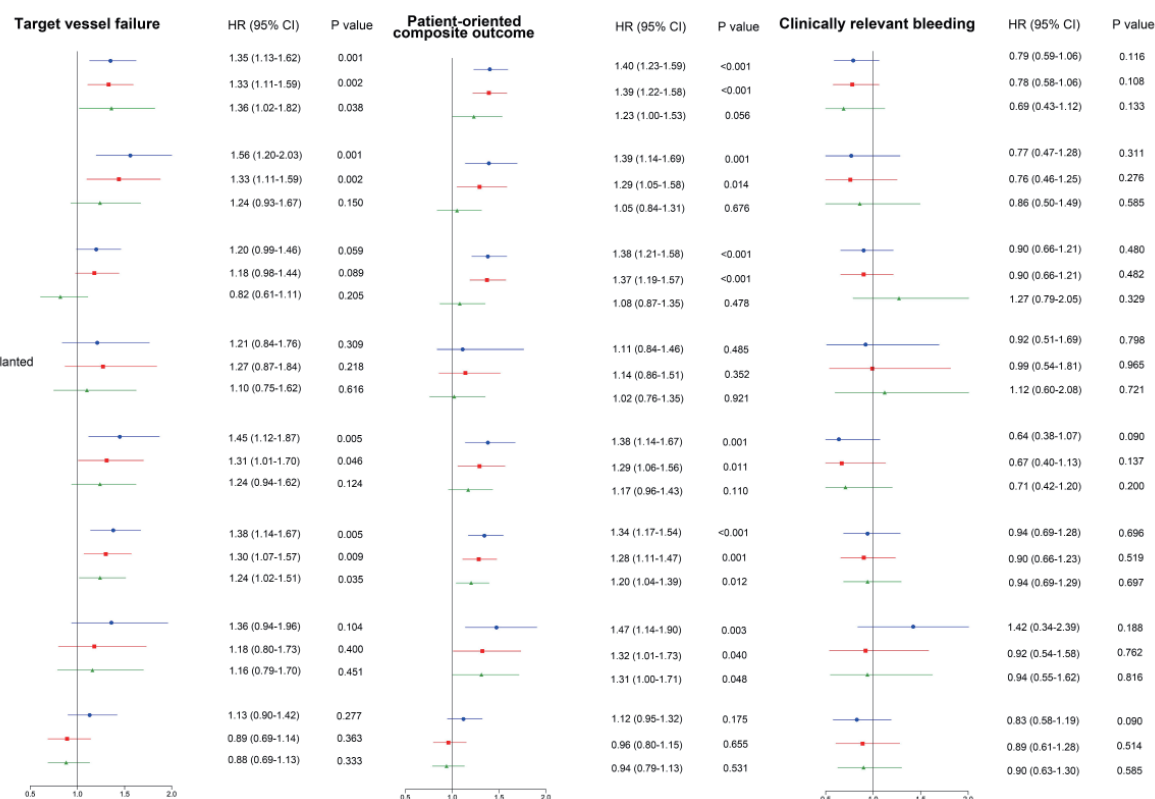 Target vessel failure HR (95% CI) P value Patient-oriented composite outcome HR (95% CI) P value Clinically relevant bleeding HR (95% CI) P value
1.35 (1.13-1.62) 0.001 1.40 (1.23-1.59) <0.001 0.79 (0.59-1.06) 0.116
1.33 (1.11-1.59) 0.002 1.39 (1.22-1.58) <0.001 0.78 (0.58-1.06) 0.108
1.36 (1.02-1.82) 0.038 1.23 (1.00-1.53) 0.056 0.69 (0.43-1.12) 0.133
1.56 (1.20-2.03) 0.001 1.39 (1.14-1.69) 0.001 0.77 (0.47-1.28) 0.311
1.33 (1.11-1.59) 0.002 1.29 (1.05-1.58) 0.014 0.76 (0.46-1.25) 0.276
1.24 (0.93-1.67) 0.150 1.05 (0.84-1.31) 0.676 0.86 (0.50-1.49) 0.585
1.20 (0.99-1.46) 0.059 1.38 (1.21-1.58) <0.001 0.90 (0.66-1.21) 0.480
1.18 (0.98-1.44) 0.089 1.37 (1.19-1.57) <0.001 0.90 (0.66-1.21) 0.482
0.82 (0.61-1.11) 0.205 1.08 (0.87-1.35) 0.478 1.27 (0.79-2.05) 0.329
1.21 (0.84-1.76) 0.309 1.11 (0.84-1.46) 0.485 0.92 (0.51-1.69) 0.798
lanted 1.27 (0.87-1.84) 0.218 1.14 (0.86-1.51) 0.352 0.99 (0.54-1.81) 0.965
1.10 (0.75-1.62) 0.616 1.02 (0.76-1.35) 0.921 1.12 (0.60-2.08) 0.721
1.45 (1.12-1.87) 0.005 1.38 (1.14-1.67) 0.001 0.64 (0.38-1.07) 0.090
1.31 (1.01-1.70) 0.046 1.29 (1.06-1.56) 0.011 0.67 (0.40-1.13) 0.137
1.24 (0.94-1.62) 0.124 1.17 (0.96-1.43) 0.110 0.71 (0.42-1.20) 0.200
1.38 (1.14-1.67) 0.005 1.34 (1.17-1.54) <0.001 0.94 (0.69-1.28) 0.696
1.30 (1.07-1.57) 0.009 1.28 (1.11-1.47) 0.001 0.90 (0.66-1.23) 0.519
1.24 (1.02-1.51) 0.035 1.20 (1.04-1.39) 0.012 0.94 (0.69-1.29) 0.697
1.36 (0.94-1.96) 0.104 1.47 (1.14-1.90) 0.003 1.42 (0.34-2.39) 0.188
1.18 (0.80-1.73) 0.400 1.32 (1.01-1.73) 0.040 0.92 (0.54-1.58) 0.762
1.16 (0.79-1.70) 0.451 1.31 (1.00-1.71) 0.048 0.94 (0.55-1.62) 0.816
1.13 (0.90-1.42) 0.277 1.12 (0.95-1.32) 0.175 0.83 (0.58-1.19) 0.090
0.89 (0.69-1.14) 0.363 0.96 (0.80-1.15) 0.655 0.89 (0.61-1.28) 0.514
0.88 (0.69-1.13) 0.333 0.94 (0.79-1.13) 0.531 0.90 (0.63-1.30) 0.585
0.5 1.0 1.5 2.0 0.5 1.0 1.5 2.0 0.5 1.0 1.5 2.0